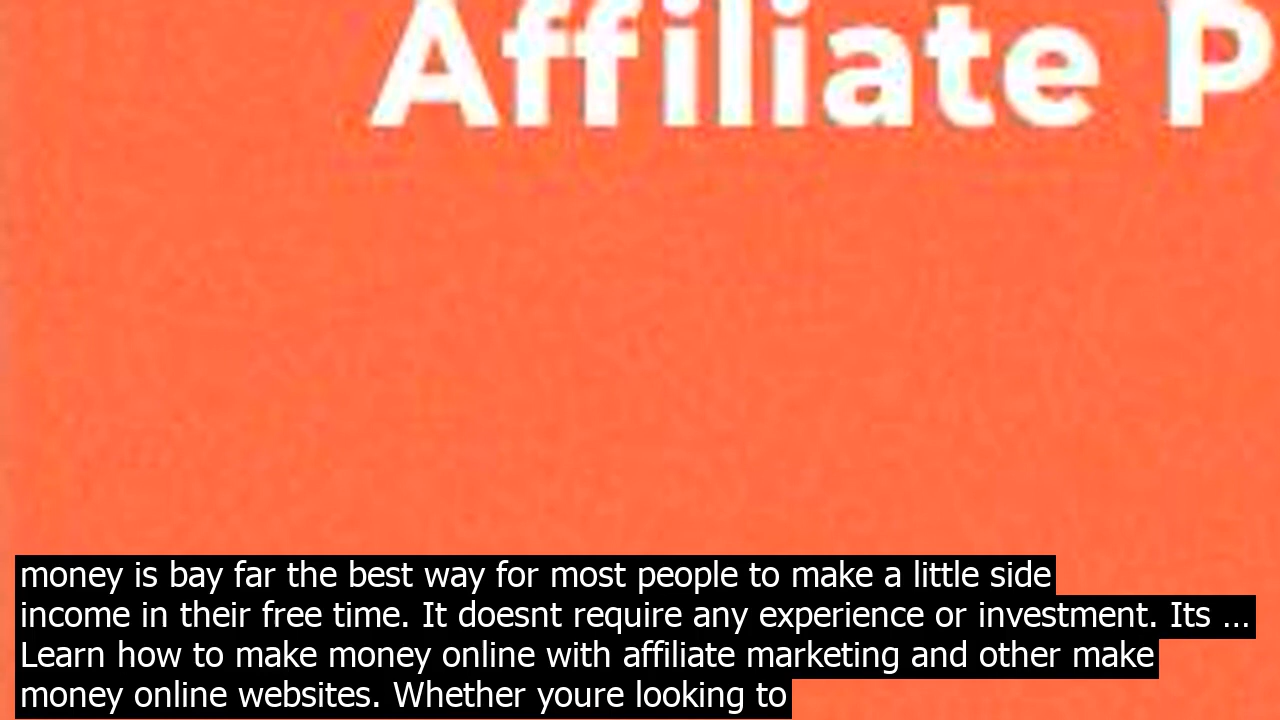 Affiliate P
money is bay far the best way for most people to make a little side
income in their free time. It doesnt require any experience or investment. Its ...
Learn how to make money online with affiliate marketing and other make
money online websites. Whether youre looking to